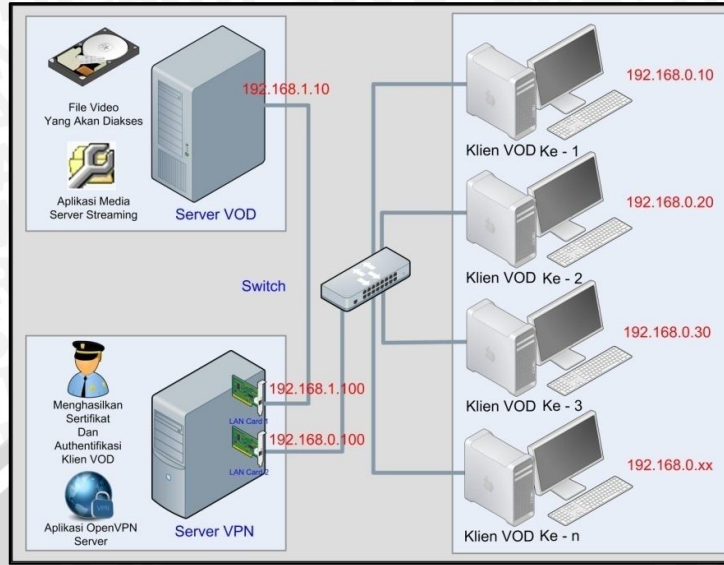 File Video
Yang Akan Diakses
Aplikasi Media
Server Streaming
192.168.1.10
Server VOD
Switch
Menghasilkan
Sertifikat
Dan
Authentifikasi
Klien VOD
Aplikasi OpenVPN
Server
VPN
192.168.1.100
LAN Card 1
192.168.0.100
LAN Card 2
Server VPN
192.168.0.10
Klien VOD Ke - 1
192.168.0.20
Klien VOD Ke - 2
192.168.0.30
Klien VOD Ke - 3
192.168.0.xx
Klien VOD Ke - n